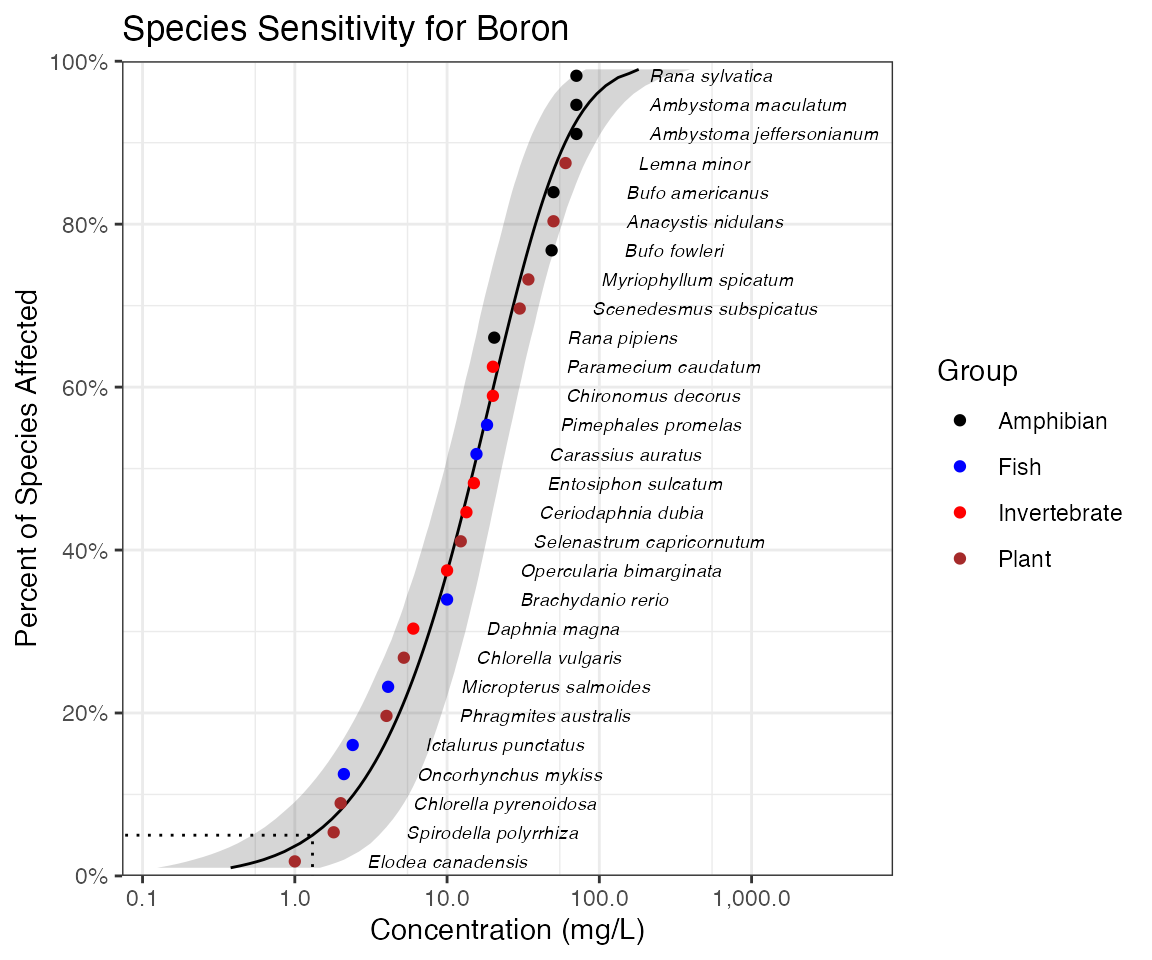 Species Sensitivity for Boron
100%
80%
60%
40%
20%
0%
Percent of Species Affected
Rana sylvatica
Ambystoma maculatum
Ambystoma jeffersonianum
Lemna minor
Bufo americanus
Anacystis nidulans
Bufo fowleri
Myriophyllum spicatum
Scenedesmus subspicatus
Rana pipiens
Paramecium caudatum
Chironomus decorus
Pimephales promelas
Carassius auratus
Entosiphon sulcatum
Ceriodaphnia dubia
Selenastrum capricornutum
Opercularia bimarginata
Brachydanio rerio
Daphnia magna
Chlorella vulgaris
Micropterus salmoides
Phragmites australis
Ictalurus punctatus
Oncorhynchus mykiss
Chlorella pyrenoidosa
Spirodella polyrrhiza
Elodea canadensis
0.1 1.0 10.0 100.0 1,000.0
Concentration (mg/L)
Group
Amphibian
Fish
Invertebrate
Plant